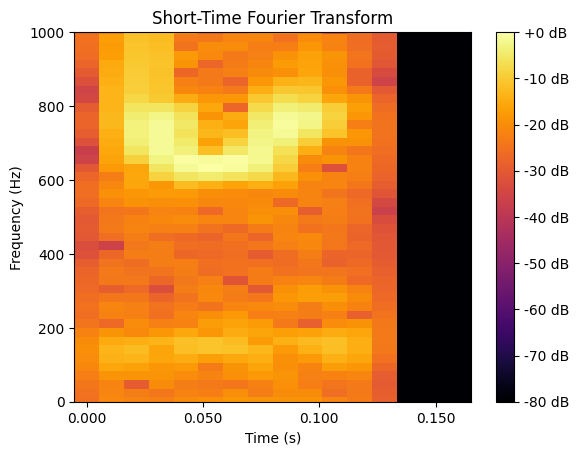 Short-Time Fourier Transform
Frequency (Hz)
1000
800
600
400
200
0
0.000
0.050
0.100
0.150
Time (s)
+0 dB
-10 dB
-20 dB
-30 dB
-40 dB
-50 dB
-60 dB
-70 dB
-80 dB